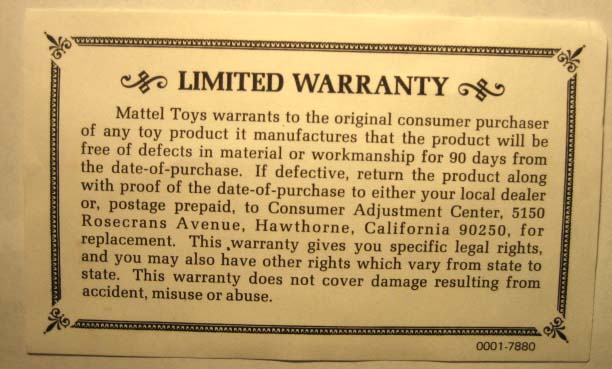 LIMITED WARRANTY
Mattel Toys warrants to the original consumer purchaser
of any toy product it manufactures that the product will be
free of defects in material or workmanship for 90 days from
the date-of-purchase. If defective, return the product along
with proof of the date-of-purchase to either your local dealer
or, postage prepaid, to Consumer Adjustment Center, 5150
Rosecrans Avenue, Hawthorne, California 90250, for
replacement. This warranty gives you specific legal rights,
and you may also have other rights which vary from state to
state. This warranty does not cover damage resulting from
accident, misuse or abuse.
0001-7880